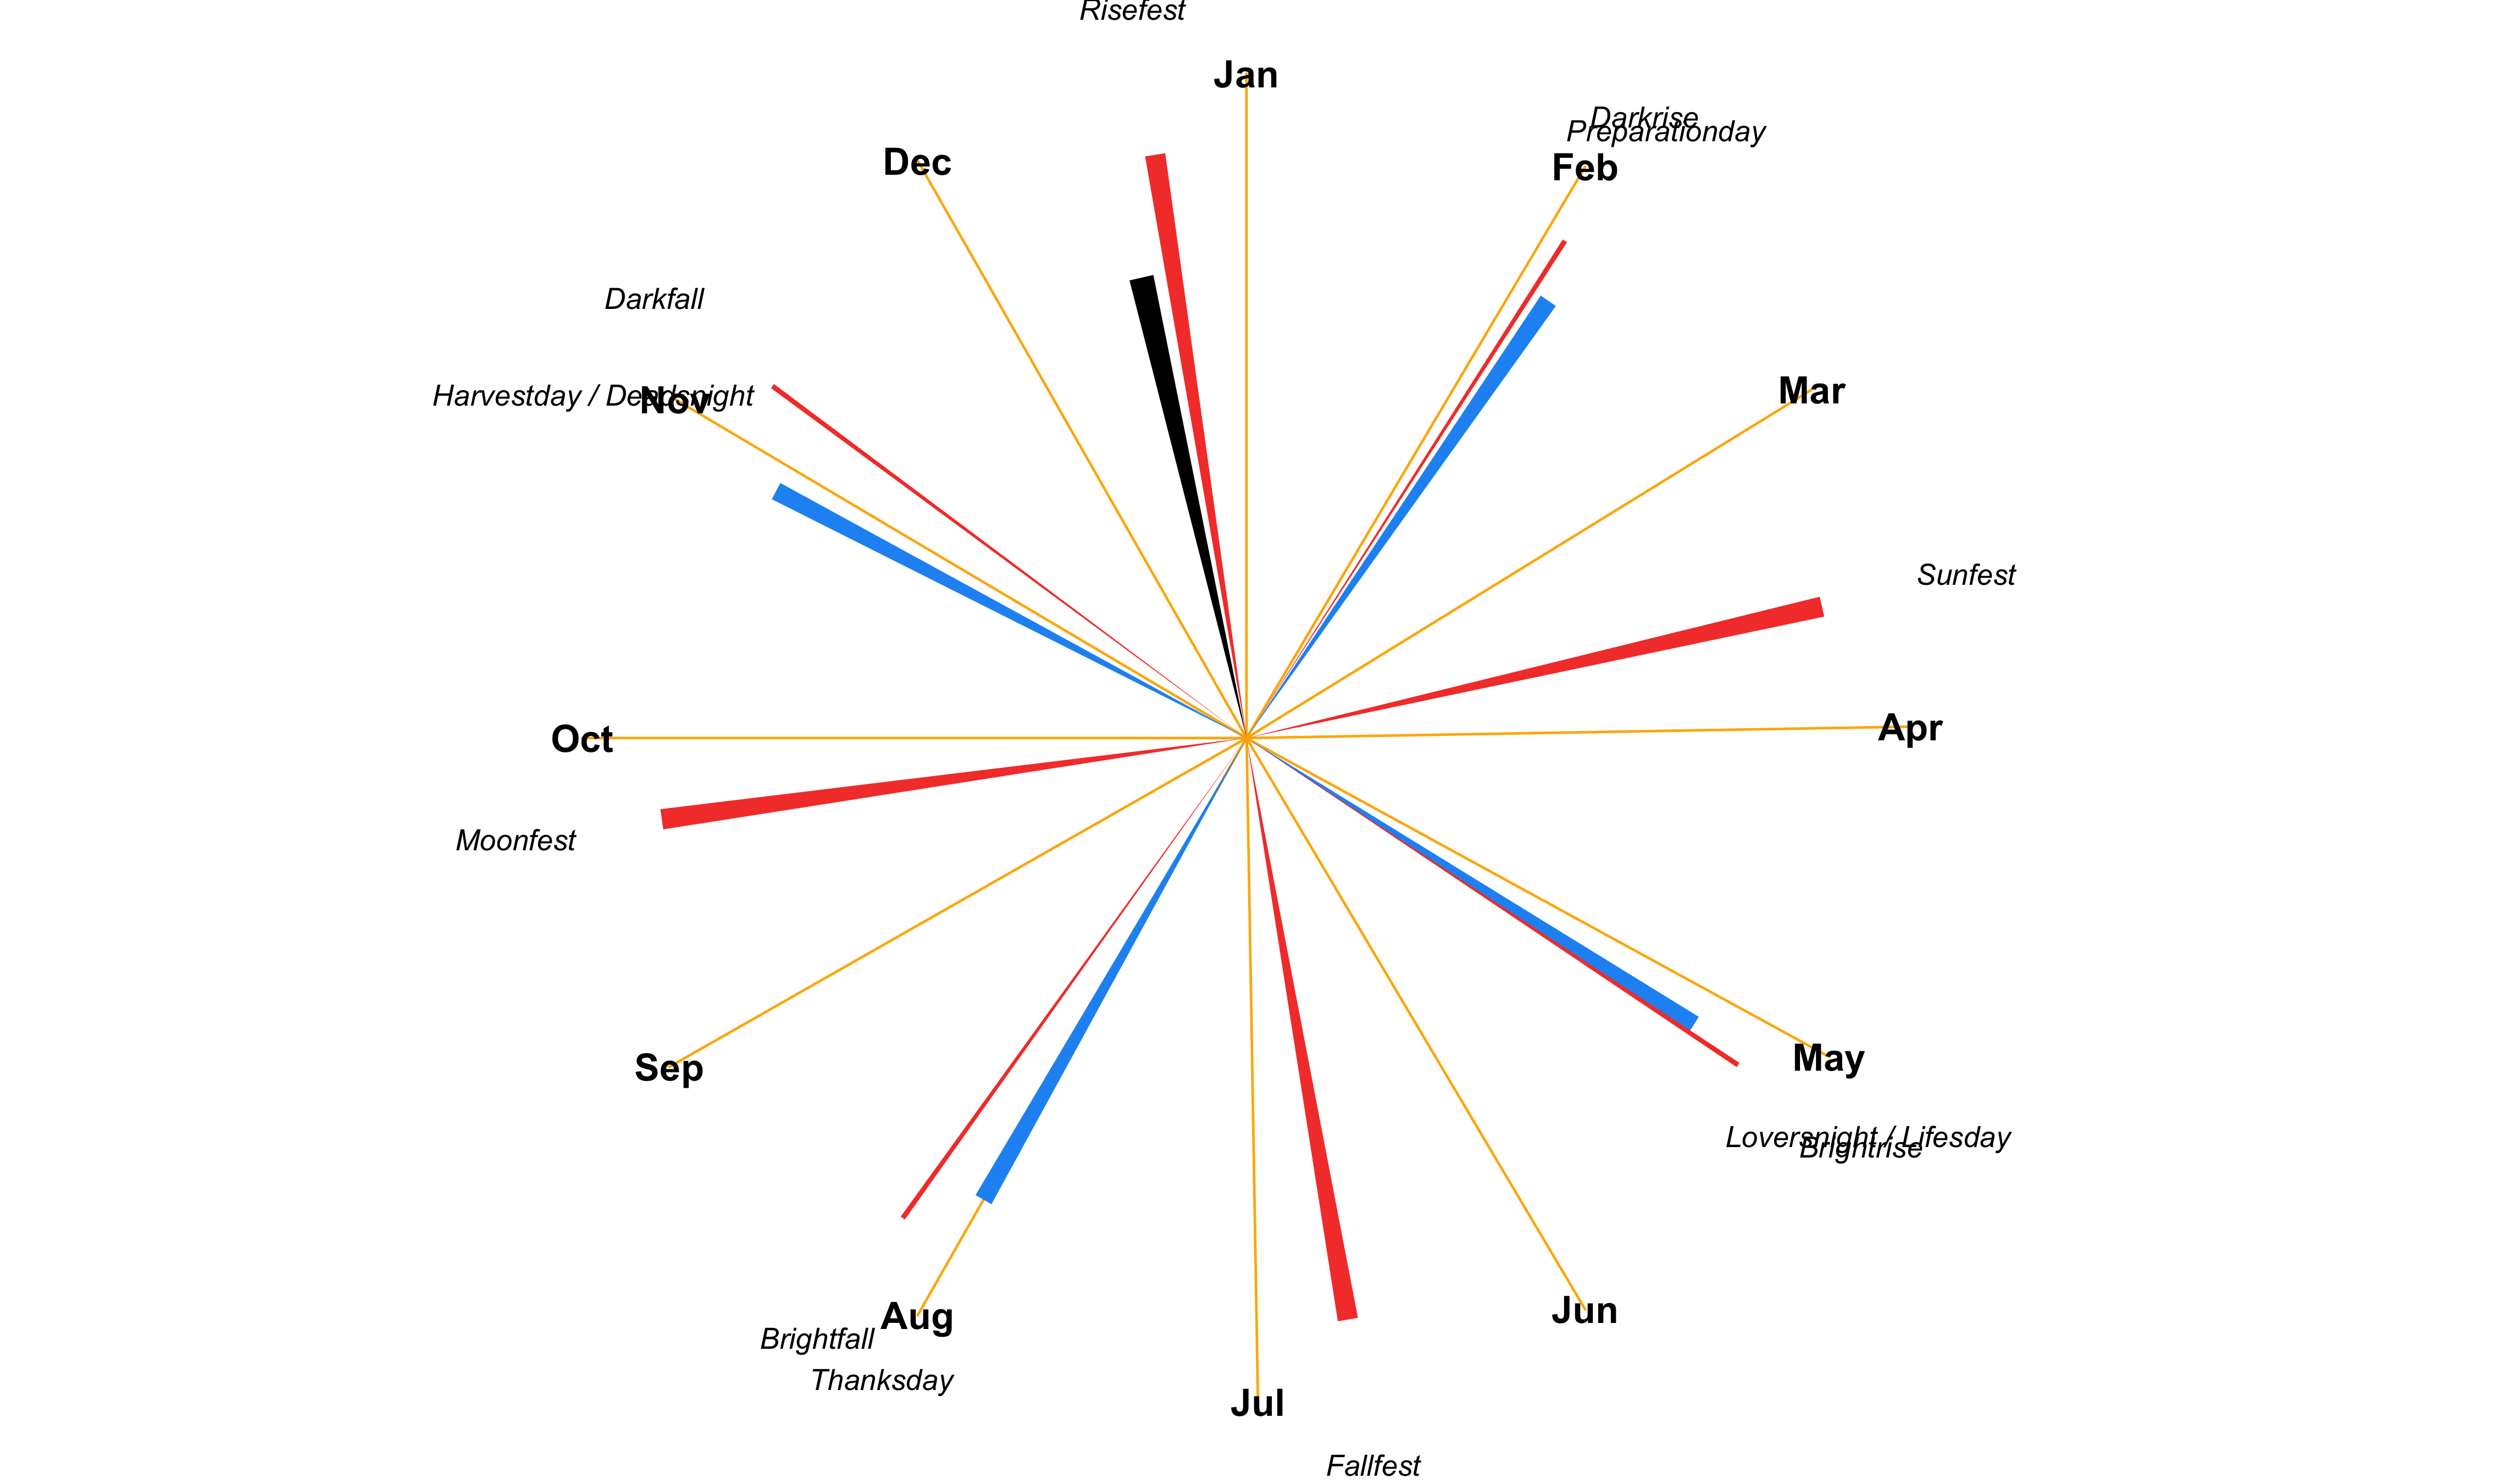 Risefest
Jan
Darkrise
Preparationday
Dec
Feb
Darkfall
Mar
Harvestday / Deadsnight
Nov
Sunfest
Apr
Oct
Moonfest
May
Sep
Loversnight / Lifesday
Brightrise
Jun
Aug
Brightfall
Thanksday
Jul
Fallfest